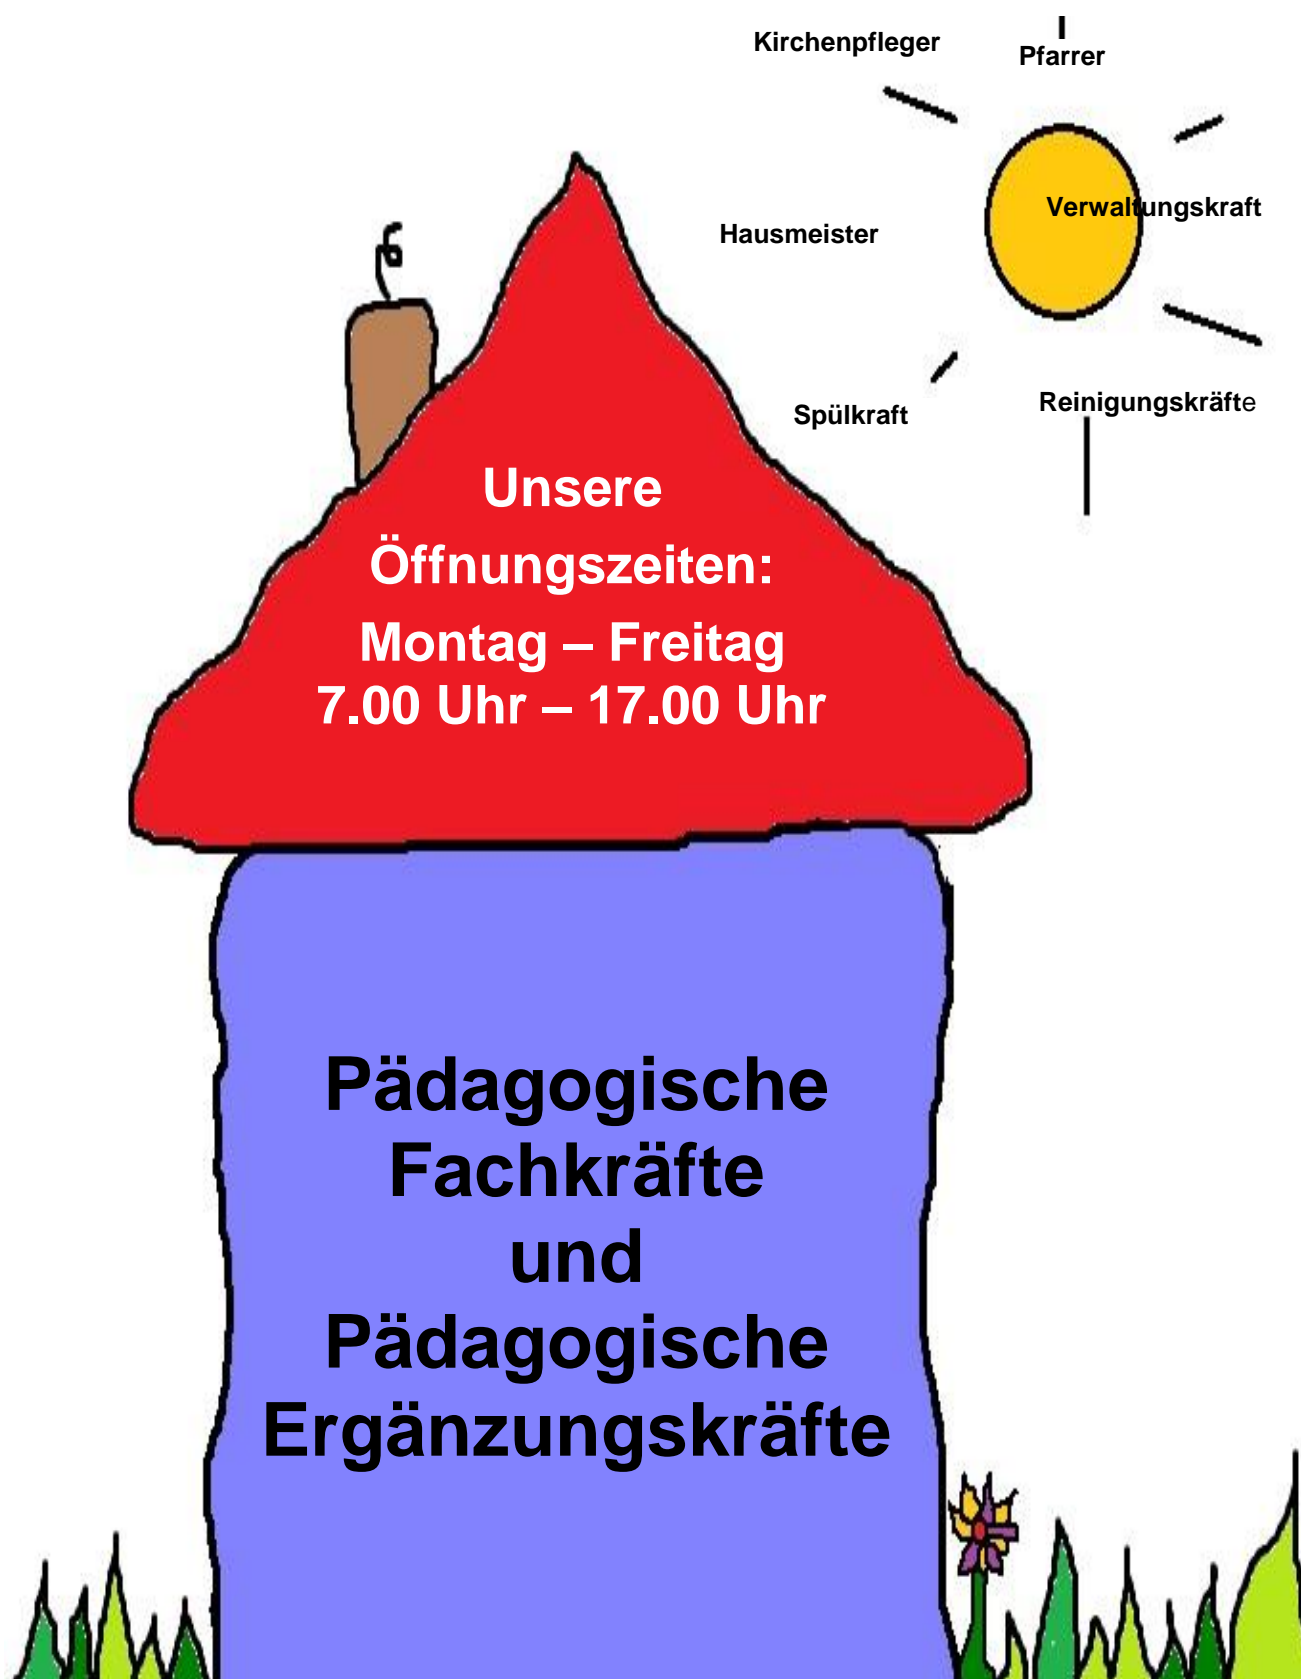 Kirchenpfleger
Pfarrer
Verwaltungskraft
Hausmeister
Reinigungskräfte
Spülkraft
Unsere
Öffnungszeiten:
Montag – Freitag
7.00 Uhr – 17.00 Uhr
Pädagogische
Fachkräfte
und
Pädagogische
Ergänzungskräfte